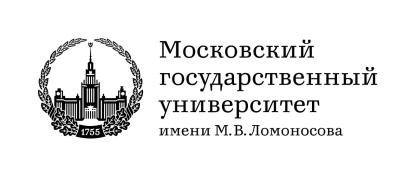 1755
Московский
государственный
университет
имени М.В. Ломоносова